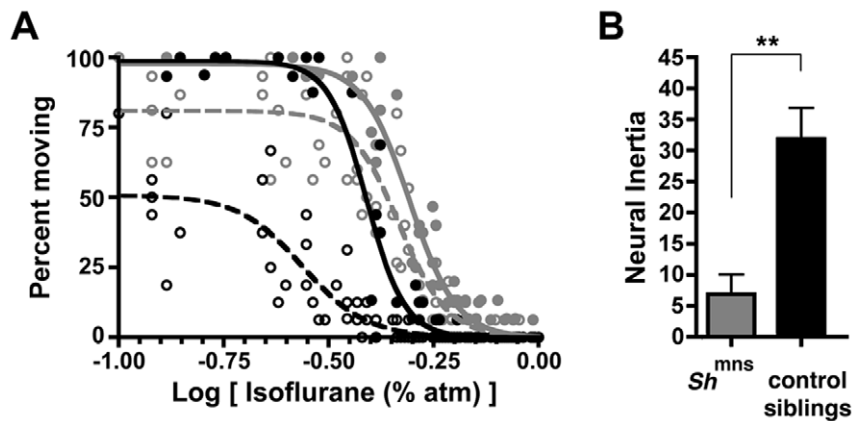 A
Percent moving
100
75
50
25
0
-1.00 -0.75 -0.50 -0.25 0.00
Log [ Isoflurane (% atm) ]
B
Neural Inertia
**
45
40
35
30
25
20
15
10
5
0
Sh mns
control
siblings